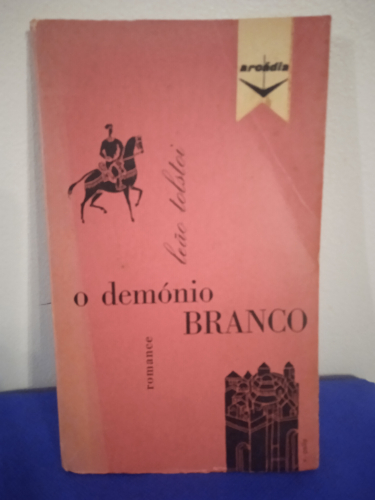 arcádia
leão tolstoi
o demónio
BRANCO
romance